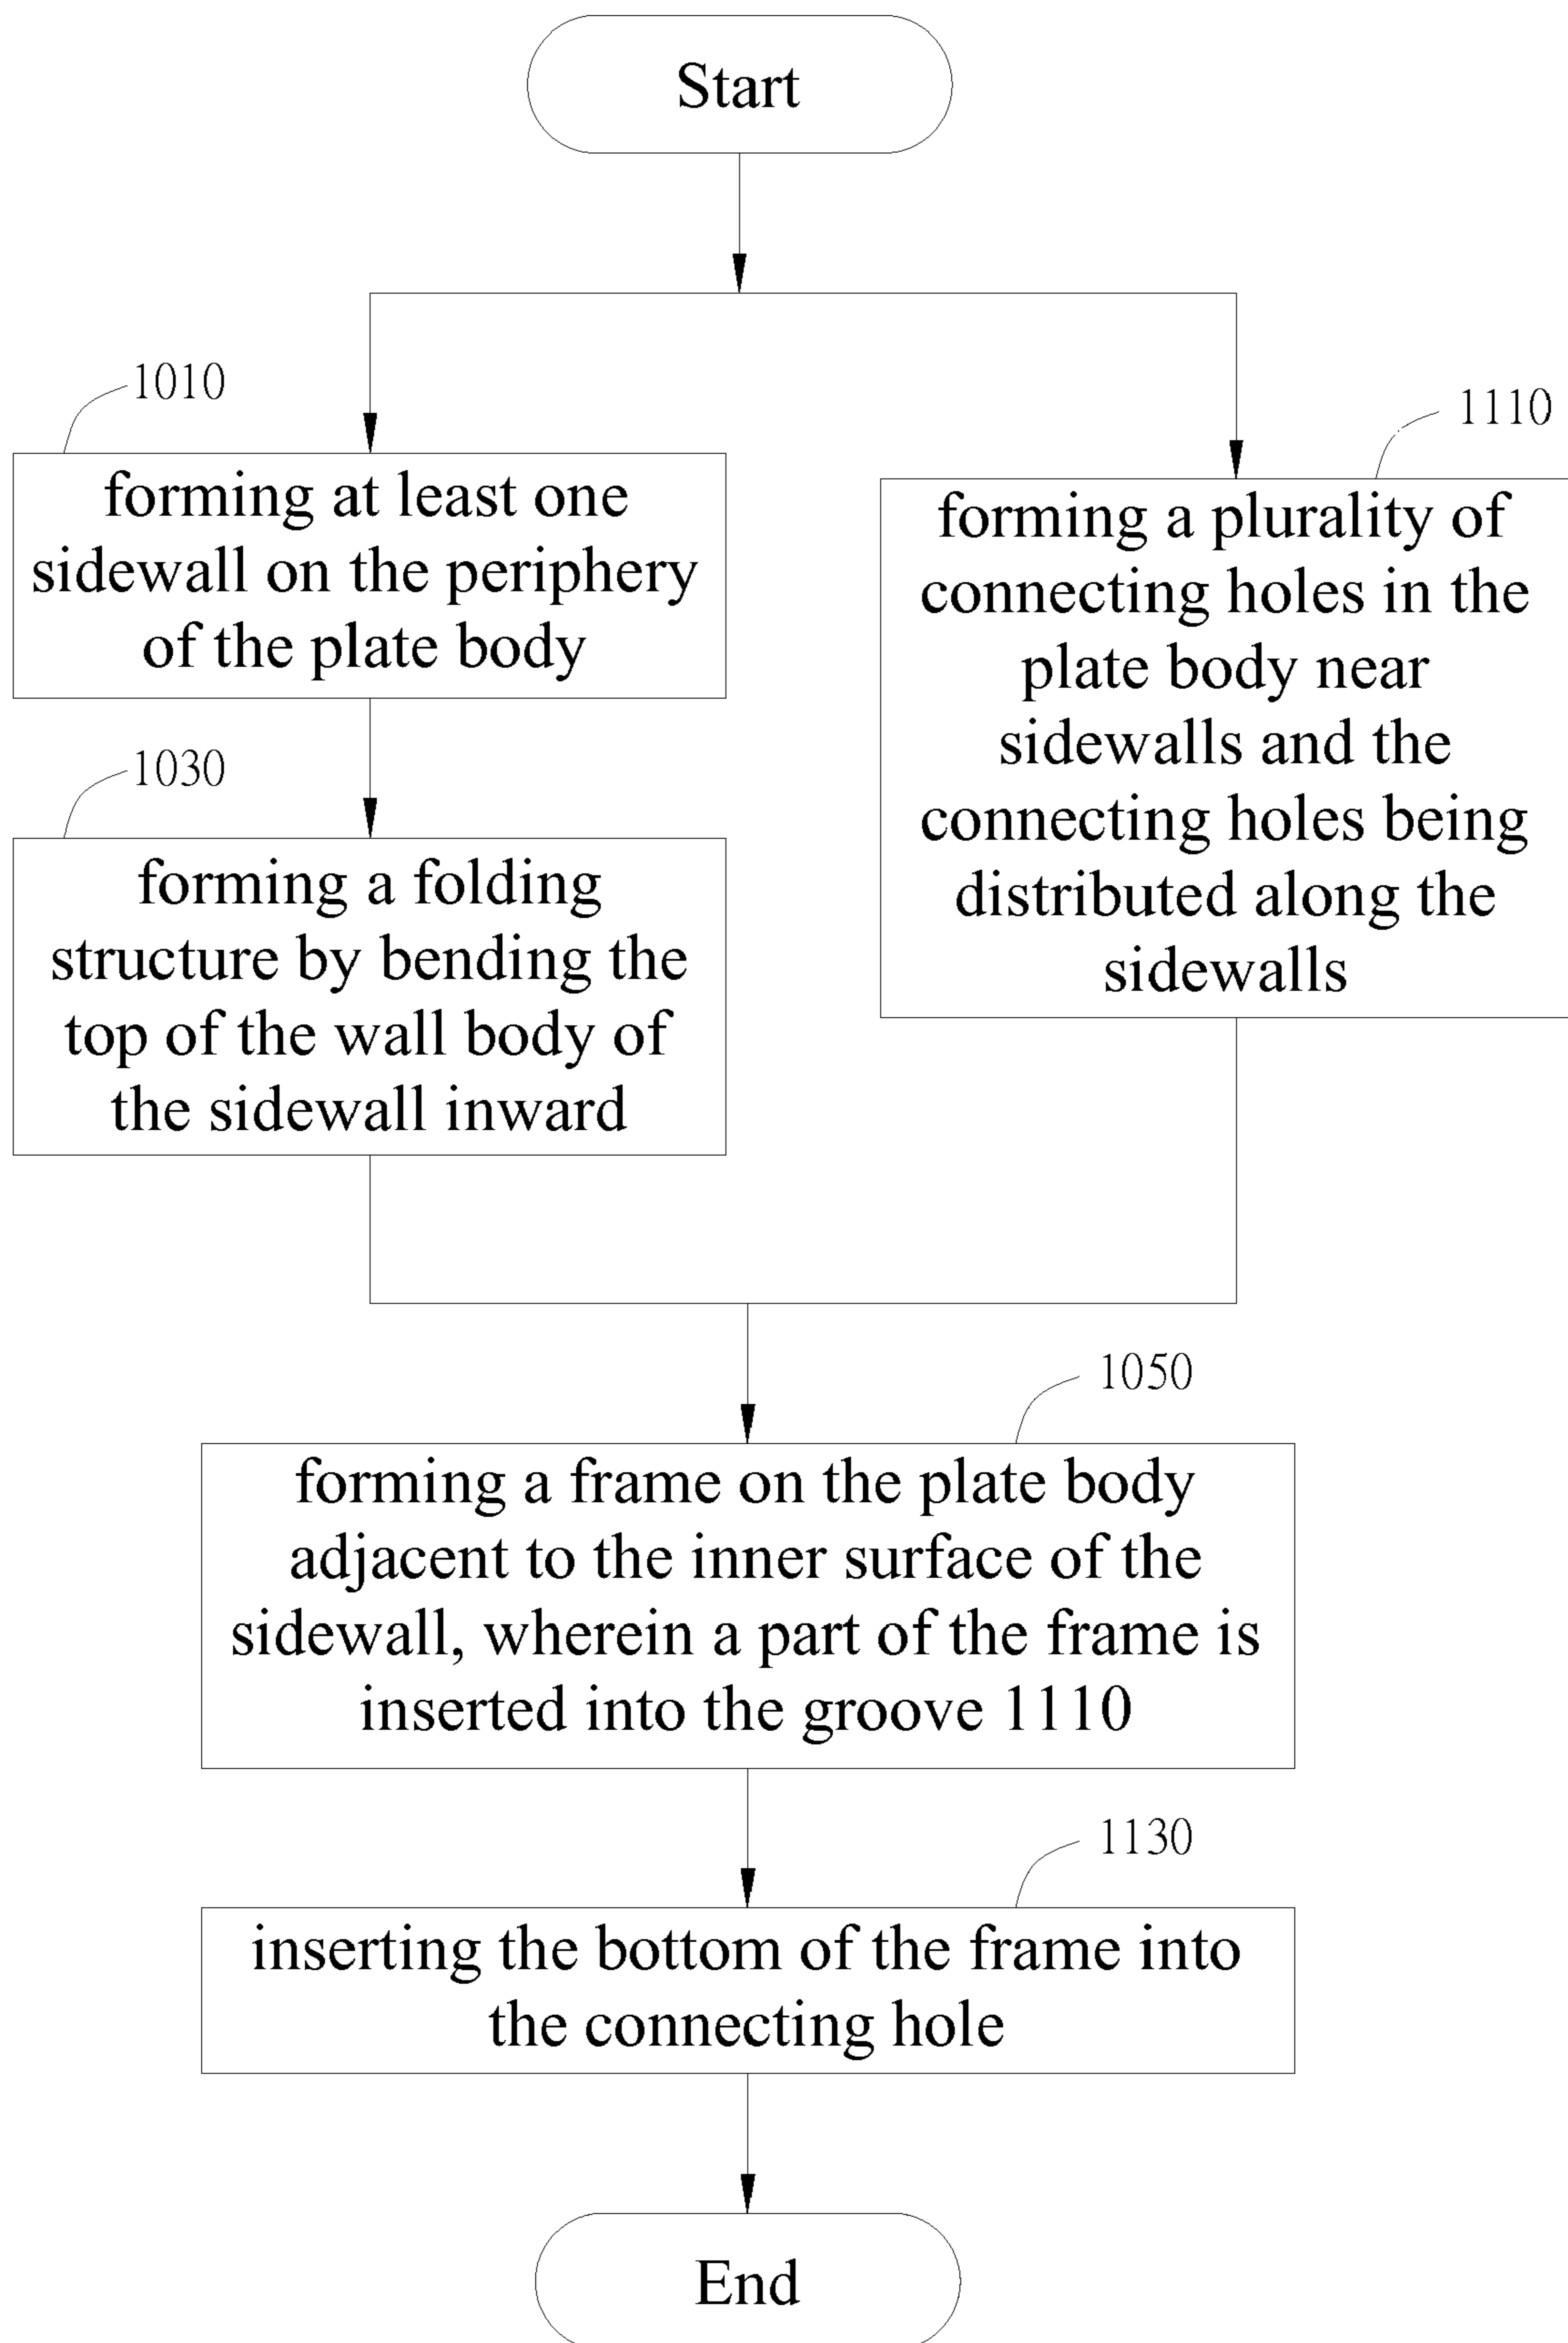 Start
1010
forming at least one
sidewall on the periphery
of the plate body
1030
forming a folding
structure by bending the
top of the wall body of
the sidewall inward
1110
forming a plurality of
connecting holes in the
plate body near
sidewalls and the
connecting holes being
distributed along the
sidewalls
1050
forming a frame on the plate body
adjacent to the inner surface of the
sidewall, wherein a part of the frame is
inserted into the groove 1110
1130
inserting the bottom of the frame into
the connecting hole
End